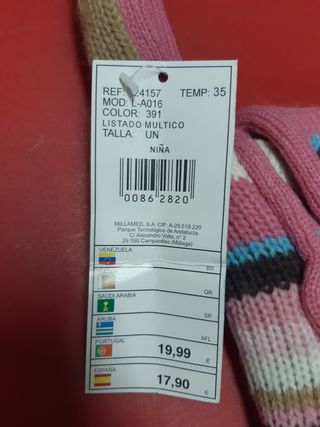 REF: 24157 TEMP: 35
MOD: L-A016
COLOR: 391
LISTADO MULTICO
TALLA: UN
NIÑA
00862820
MILLAMED, S.A. CIF: A-29.519.220
Parque Tecnológico de Andalucía
C/ Alesandro Volta, n° 2
29.590 Campanillas (Málaga)
VENEZUELA
BS
QR
SAUDI ARABIA
SR
ARUBA
AFL
PORTUGAL
19,99 €
ESPAÑA
17,90 €